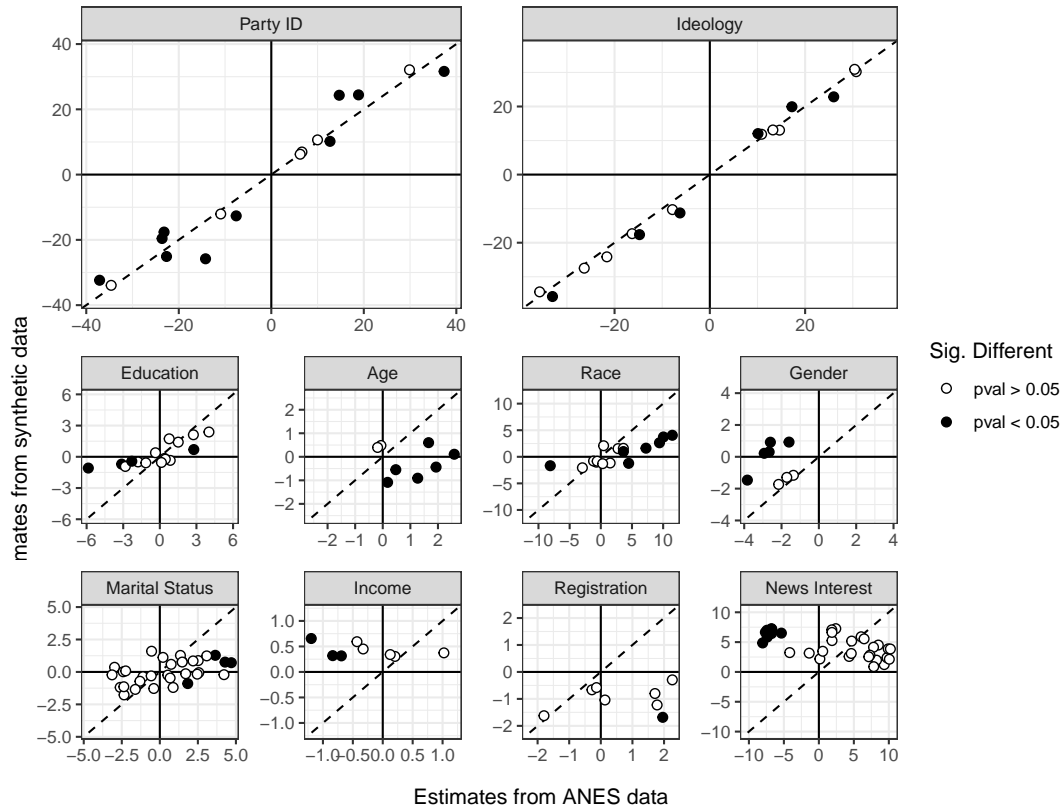 Party ID
Ideology
40
20
0
−20
−40
−40 −20 0 20 40
20
0
−20
−20 0 20
Education
Age
Race
Gender
6
3
0
−3
−6
−6 −3 0 3 6
2
1
0
−1
−2
−2 −1 0 1 2
10
5
0
−5
−10
−10 −5 0 5 10
4
2
0
−2
−4
−4 −2 0 2 4
Marital Status
Income
Registration
News Interest
5.0
2.5
0.0
−2.5
−5.0
−5.0 −2.5 0.0 2.5 5.0
1.0
0.5
0.0
−0.5
−1.0
−1.0 −0.5 0.0 0.5 1.0
2
1
0
−1
−2
−2 −1 0 1 2
10
5
0
−5
−10
−10 −5 0 5 10
mates from synthetic data
Estimates from ANES data
Sig. Different
pval > 0.05
pval < 0.05